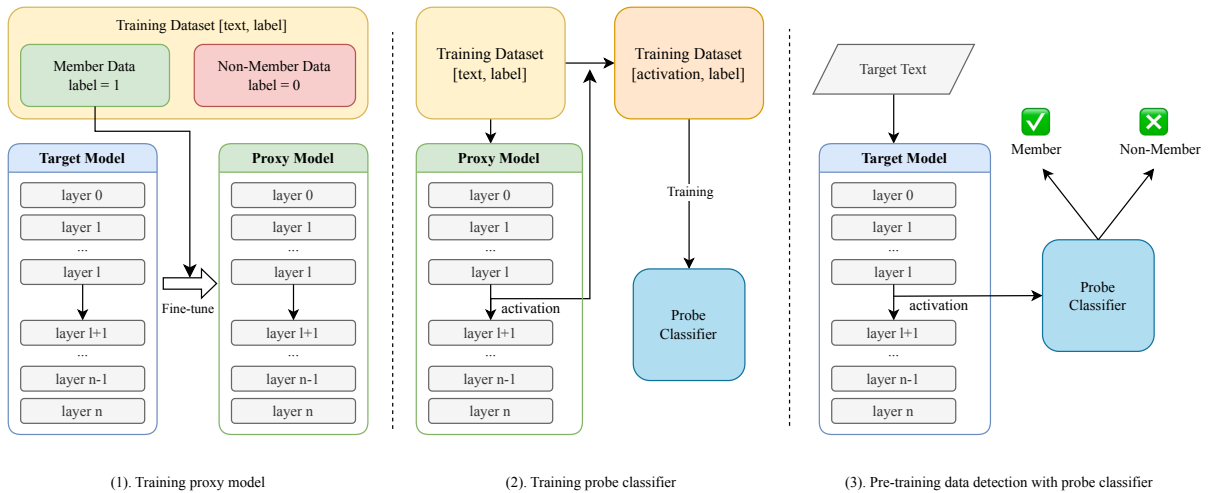 Training Dataset [text, label]
Member Data
label = 1
Non-Member Data
label = 0
Target Model
layer 0
layer 1
...
layer l
layer l+1
...
layer n-1
layer n
Fine-tune
Proxy Model
layer 0
layer 1
...
layer l
layer l+1
...
layer n-1
layer n
(1). Training proxy model
Training Dataset
[text, label]
Training Dataset
[activation, label]
Proxy Model
layer 0
layer 1
...
layer l
activation
layer l+1
...
layer n-1
layer n
Training
Probe
Classifier
(2). Training probe classifier
Target Text
Target Model
layer 0
layer 1
...
layer l
activation
layer l+1
...
layer n-1
layer n
Member
Non-Member
Probe
Classifier
(3). Pre-training data detection with probe classifier